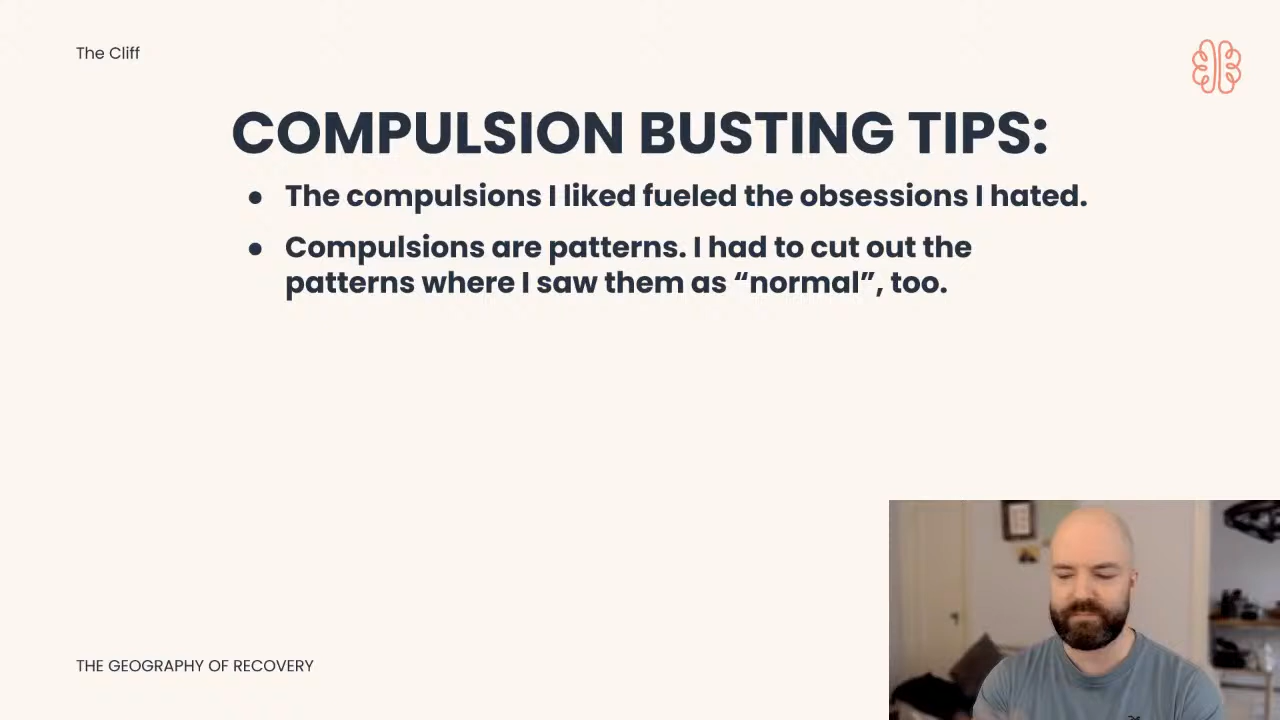 The Cliff
COMPULSION BUSTING TIPS:
● The compulsions I liked fueled the obsessions I hated.
● Compulsions are patterns. I had to cut out the
patterns where I saw them as “normal”, too.
THE GEOGRAPHY OF RECOVERY